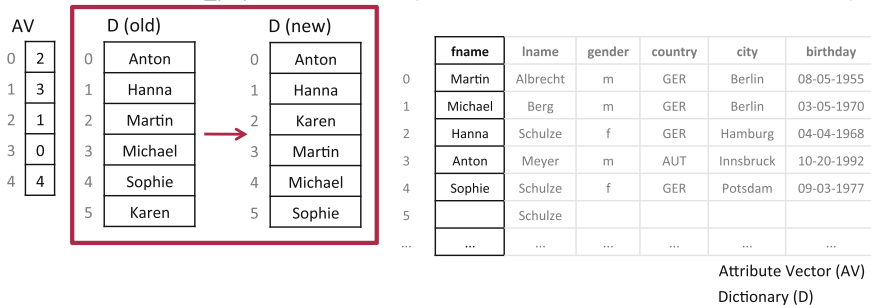 AV D (old) D (new)
0 2 0 Anton 0 Anton
1 3 1 Hanna 1 Hanna
2 1 2 Martin 2 Karen
3 0 3 Michael 3 Martin
4 4 4 Sophie 4 Michael
5 Karen 5 Sophie
fname lname gender country city birthday
0 Martin Albrecht m GER Berlin 08-05-1955
1 Michael Berg m GER Berlin 03-05-1970
2 Hanna Schulze f GER Hamburg 04-04-1968
3 Anton Meyer m AUT Innsbruck 10-20-1992
4 Sophie Schulze f GER Potsdam 09-03-1977
5 Schulze
... ... ... ... ... ... ...
Attribute Vector (AV)
Dictionary (D)